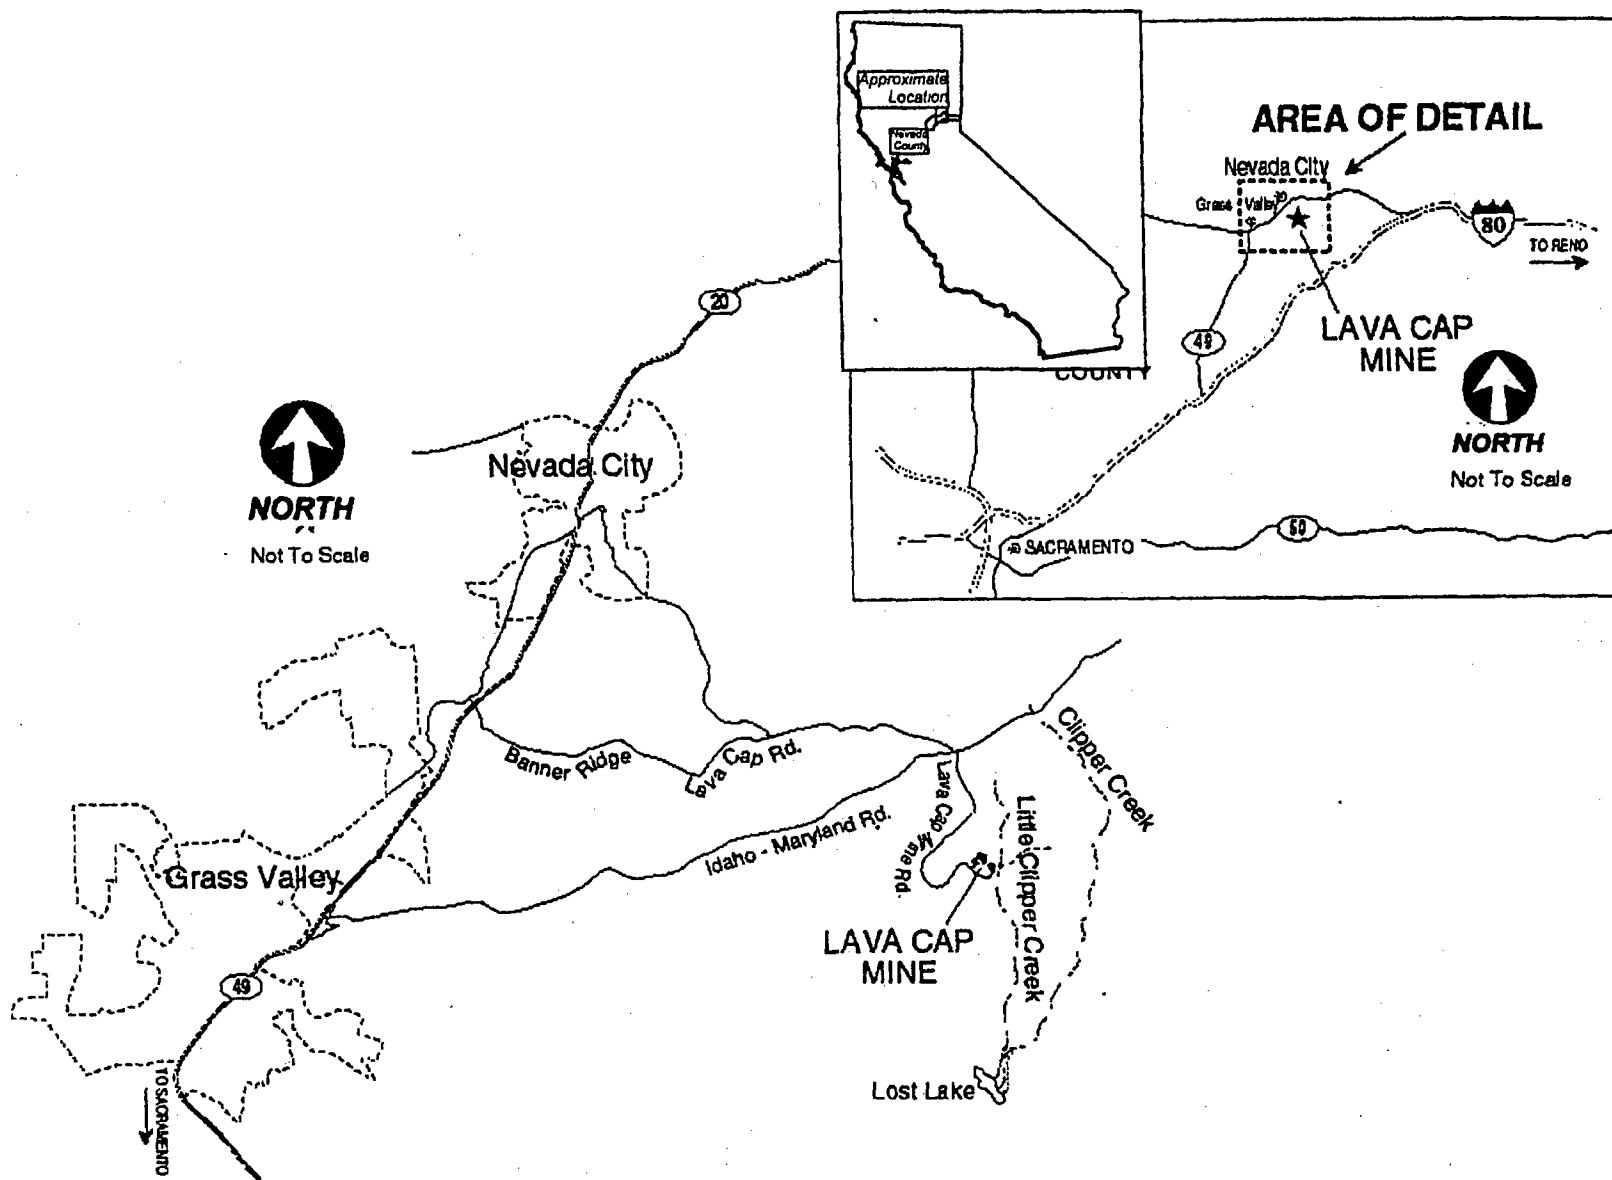 Approximate
Location
Nevada
County
AREA OF DETAIL
Nevada City
Grass Valley
80
TO RENO
LAVA CAP
MINE
49
COUNTY
NORTH
Not To Scale
SACRAMENTO
50
20
NORTH
Not To Scale
Nevada City
Banner Ridge
Lava Cap Rd.
Idaho - Maryland Rd.
Lava Cap Mine Rd.
Clipper Creek
Little Clipper Creek
Grass Valley
LAVA CAP
MINE
49
Lost Lake
TO SACRAMENTO